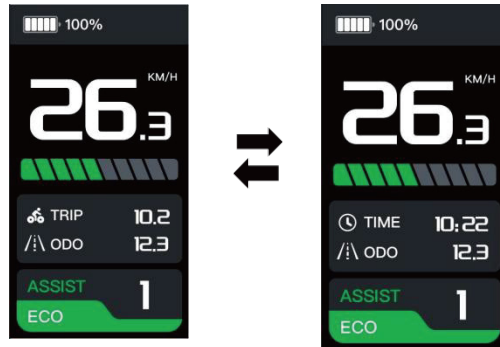 100%
KM/H
26.3
TRIP 10.2
ODO 12.3
ASSIST 1
ECO
100%
KM/H
26.3
TIME 10:22
ODO 12.3
ASSIST 1
ECO